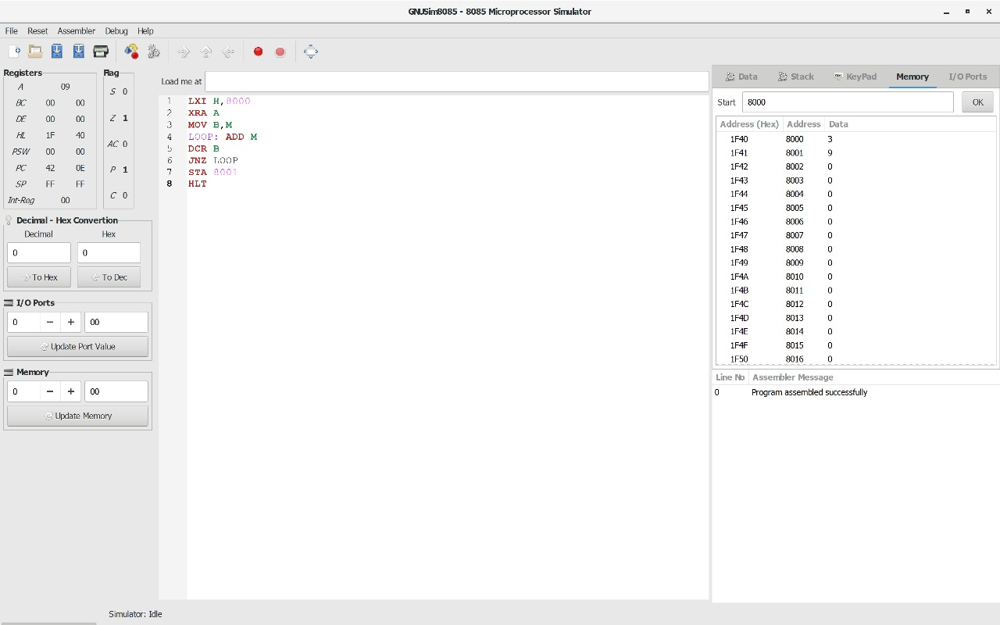 GNUSim8085 - 8085 Microprocessor Simulator
File Reset Assembler Debug Help
Registers
A 09
BC 00 00
DE 00 00
HL 1F 40
PSW 00 00
PC 42 0E
SP FF FF
Int-Reg 00
Flag
S 0
Z 1
AC 0
P 1
C 0
Decimal - Hex Convertion
Decimal Hex
0 0
To Hex To Dec
I/O Ports
0 − + 00
Update Port Value
Memory
0 − + 00
Update Memory
Load me at
1 LXI H,8000
2 XRA A
3 MOV B,M
4 LOOP: ADD M
5 DCR B
6 JNZ LOOP
7 STA 8001
8 HLT
Data Stack Abc KeyPad Memory I/O Ports
Start 8000 OK
Address (Hex) Address Data
1F40 8000 3
1F41 8001 9
1F42 8002 0
1F43 8003 0
1F44 8004 0
1F45 8005 0
1F46 8006 0
1F47 8007 0
1F48 8008 0
1F49 8009 0
1F4A 8010 0
1F4B 8011 0
1F4C 8012 0
1F4D 8013 0
1F4E 8014 0
1F4F 8015 0
1F50 8016 0
Line No Assembler Message
0 Program assembled successfully
Simulator: Idle